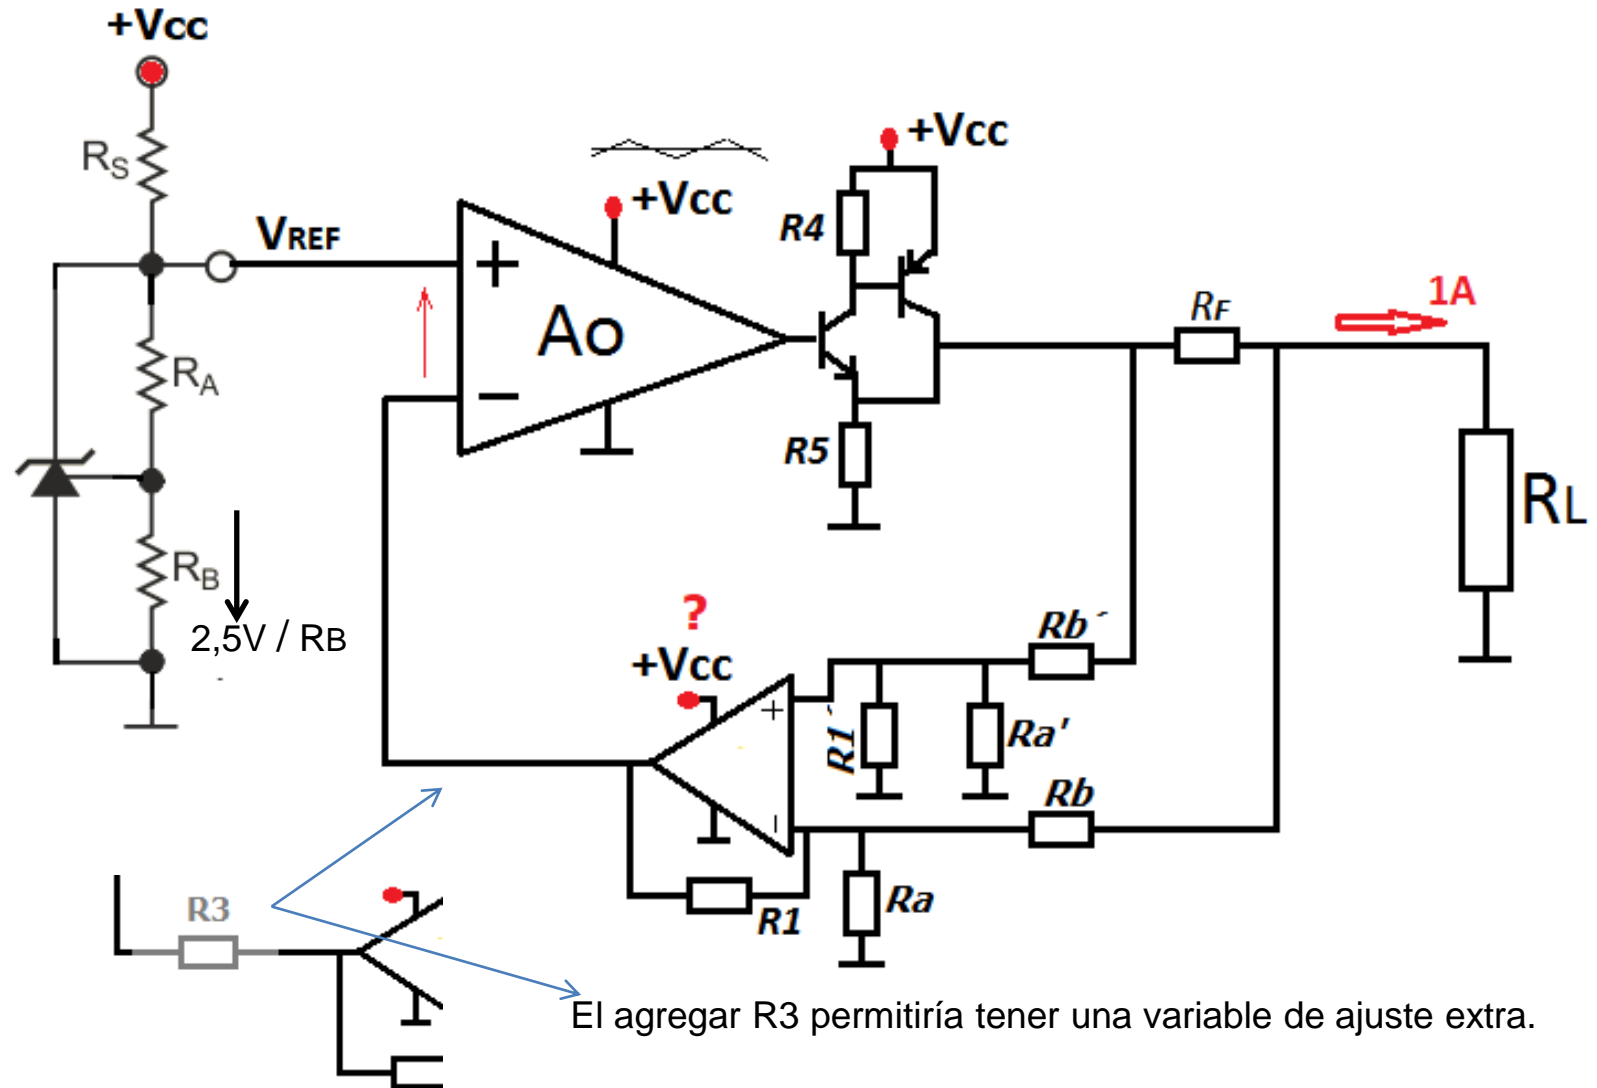 +Vcc
RS
VREF
RA
RB
2,5V / RB
+Vcc
+
Ao
−
+Vcc
R4
R5
RF
1A
RL
?
+Vcc
+
-
Rb´
R1´
Ra'
Rb
Ra
R1
R3
El agregar R3 permitiría tener una variable de ajuste extra.